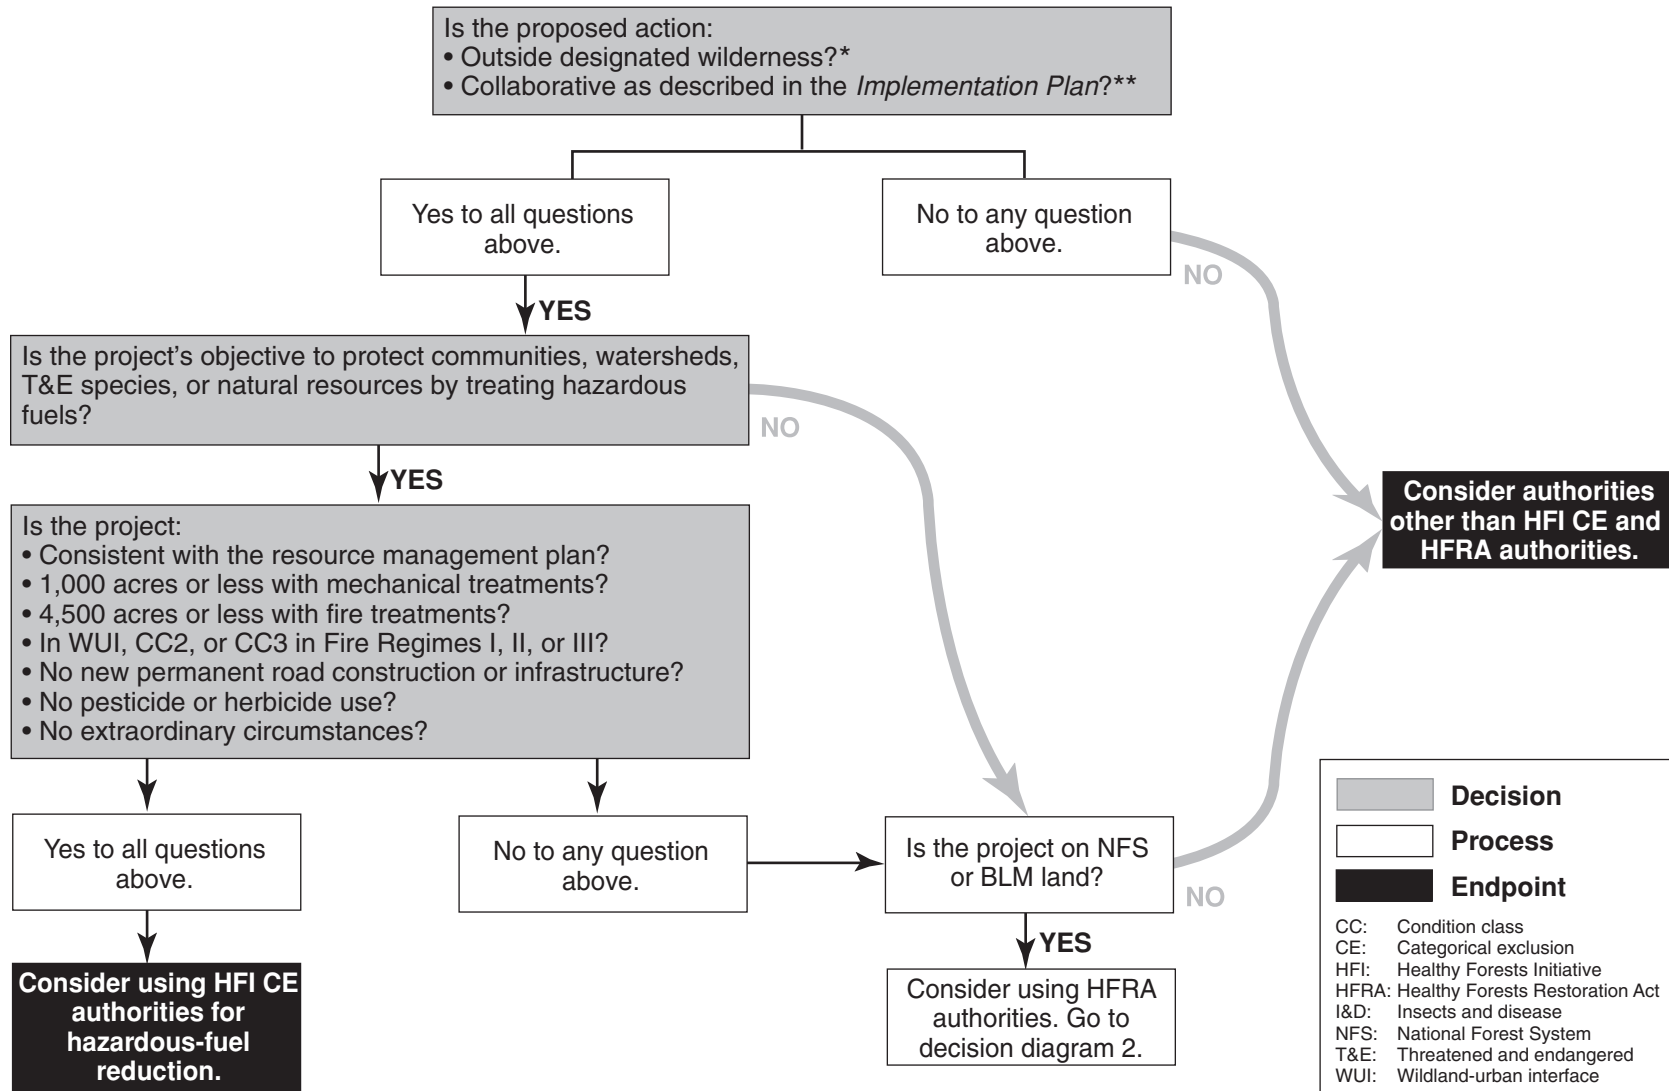 Is the proposed action:
• Outside designated wilderness?*
• Collaborative as described in the Implementation Plan?**
Yes to all questions
above.
No to any question
above.
NO
YES
Is the project’s objective to protect communities, watersheds,
T&E species, or natural resources by treating hazardous
fuels?
NO
YES
Is the project:
• Consistent with the resource management plan?
• 1,000 acres or less with mechanical treatments?
• 4,500 acres or less with fire treatments?
• In WUI, CC2, or CC3 in Fire Regimes I, II, or III?
• No new permanent road construction or infrastructure?
• No pesticide or herbicide use?
• No extraordinary circumstances?
Consider authorities
other than HFI CE and
HFRA authorities.
Yes to all questions
above.
No to any question
above.
Is the project on NFS
or BLM land?
NO
YES
Consider using HFI CE
authorities for
hazardous-fuel
reduction.
Consider using HFRA
authorities. Go to
decision diagram 2.
Decision
Process
Endpoint
CC: Condition class
CE: Categorical exclusion
HFI: Healthy Forests Initiative
HFRA: Healthy Forests Restoration Act
I&D: Insects and disease
NFS: National Forest System
T&E: Threatened and endangered
WUI: Wildland-urban interface